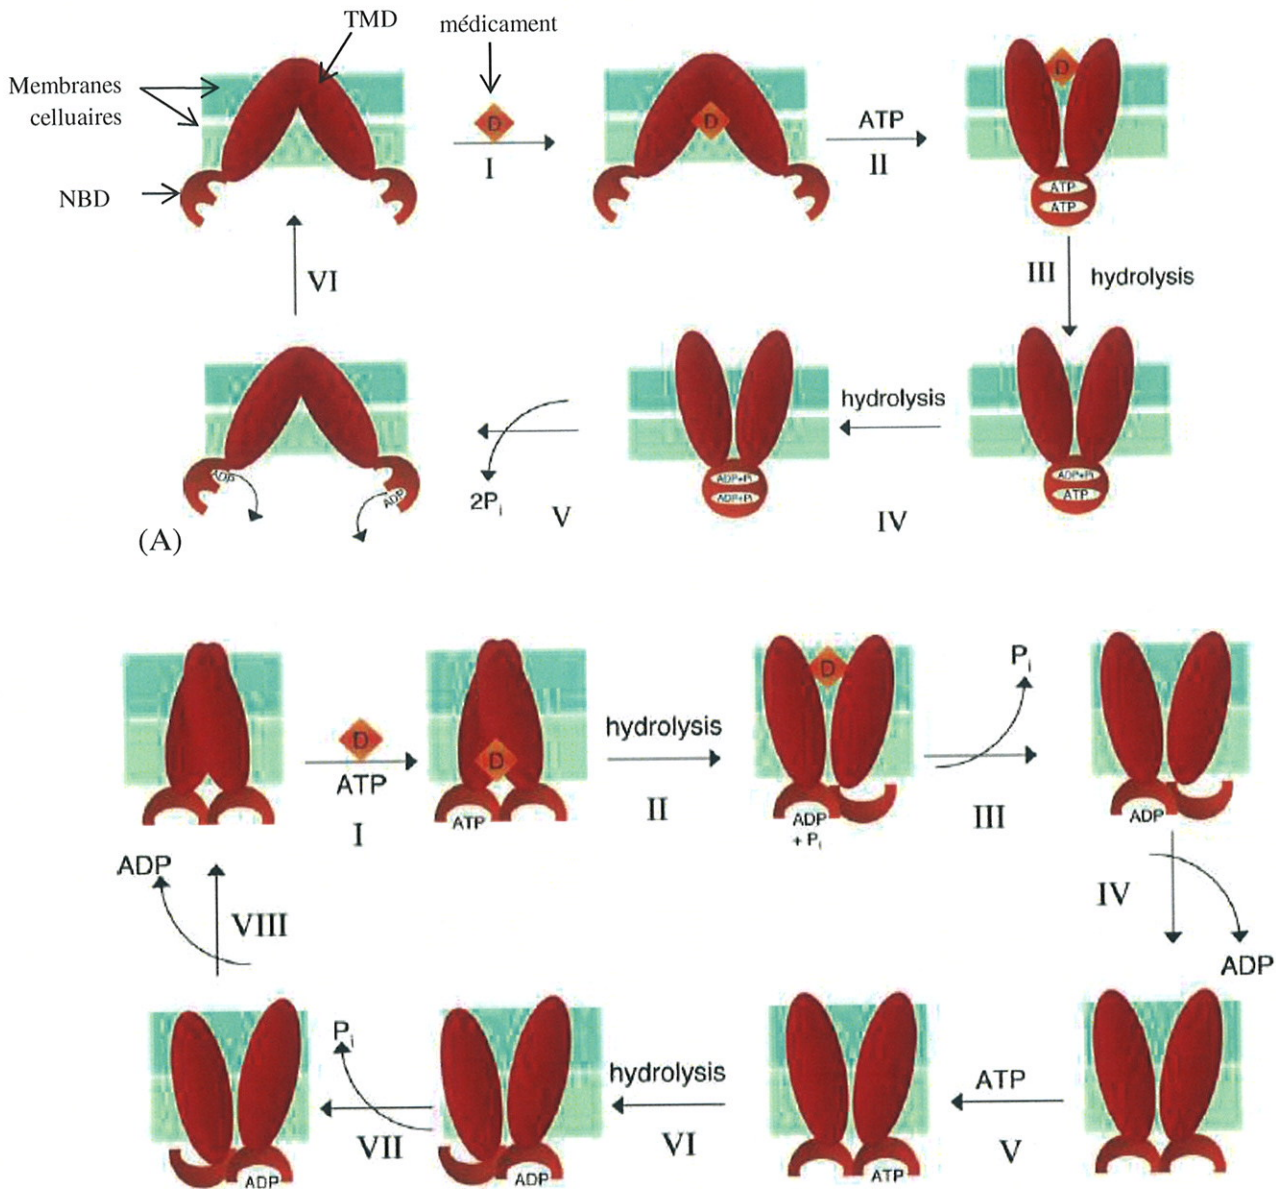 TMD
médicament
Membranes
celluaires
NBD
D
I
D
ATP
II
D
ATP
ATP
III
hydrolysis
ADP+Pi
ATP
hydrolysis
IV
ADP+Pi
ADP+Pi
2Pi
V
ADP
ADP
VI
(A)
D
ATP
I
D
ATP
hydrolysis
II
D
ADP
+ Pi
Pi
III
ADP
IV
ADP
ATP
V
ATP
hydrolysis
VI
ADP
Pi
VII
ADP
ADP
VIII